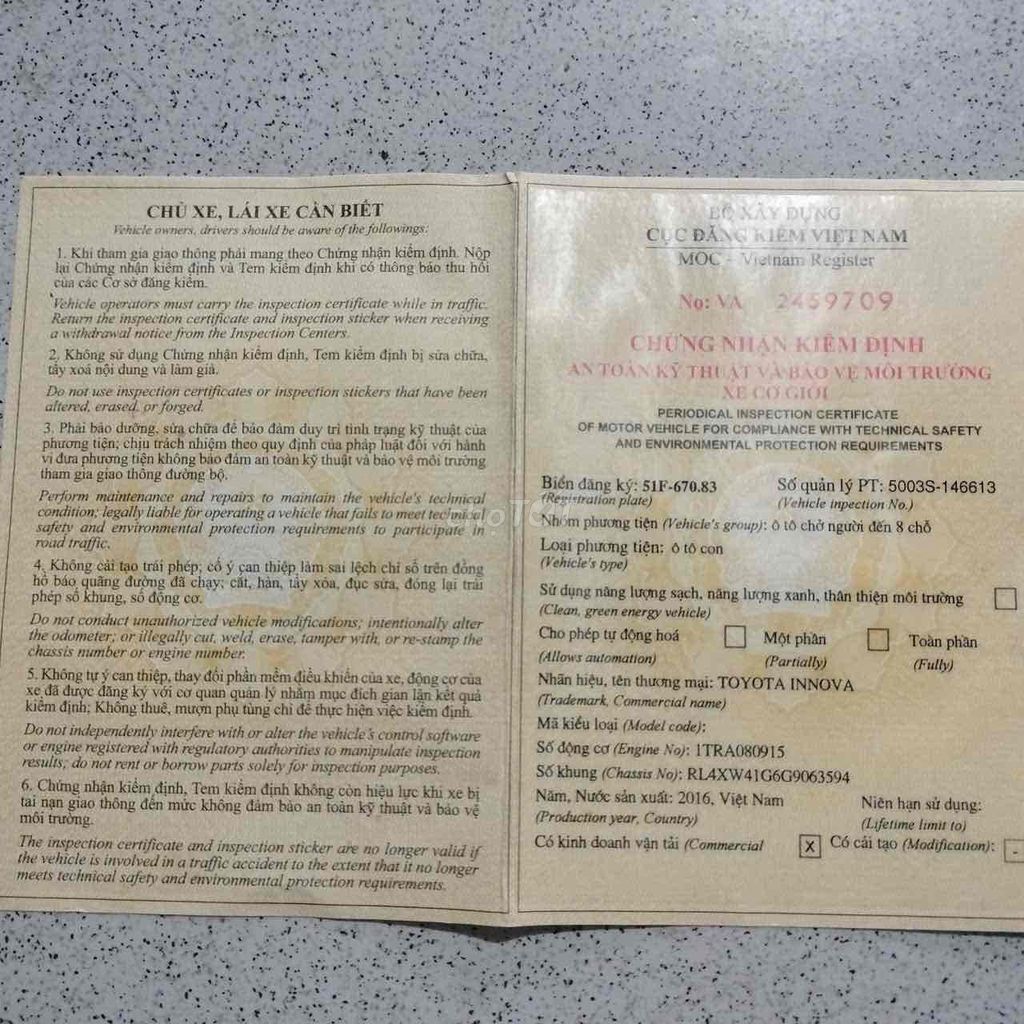 CHỦ XE, LÁI XE CẦN BIẾT
Vehicle owners, drivers should be aware of the followings:
1. Khi tham gia giao thông phải mang theo Chứng nhận kiểm định. Nộp
lại Chứng nhận kiểm định và Tem kiểm định khi có thông báo thu hồi
của các Cơ sở đăng kiểm.
Vehicle operators must carry the inspection certificate while in traffic.
Return the inspection certificate and inspection sticker when receiving
a withdrawal notice from the Inspection Centers.
2. Không sử dụng Chứng nhận kiểm định, Tem kiểm định bị sửa chữa,
tẩy xoá nội dung và làm giả.
Do not use inspection certificates or inspection stickers that have been
altered, erased, or forged.
3. Phải bảo dưỡng, sửa chữa để bảo đảm duy trì tình trạng kỹ thuật của
phương tiện; chịu trách nhiệm theo quy định của pháp luật đối với hành
vi đưa phương tiện không bảo đảm an toàn kỹ thuật và bảo vệ môi trường
tham gia giao thông đường bộ.
Perform maintenance and repairs to maintain the vehicle's technical
condition; legally liable for operating a vehicle that fails to meet technical
safety and environmental protection requirements to participate in
road traffic.
4. Không cải tạo trái phép; cố ý can thiệp làm sai lệch chỉ số trên đồng
hồ báo quãng đường đã chạy; cắt, hàn, tẩy xóa, đục sửa, đóng lại trái
phép số khung, số động cơ.
Do not conduct unauthorized vehicle modifications; intentionally alter
the odometer; or illegally cut, weld, erase, tamper with, or re-stamp the
chassis number or engine number.
5. Không tự ý can thiệp, thay đổi phần mềm điều khiển của xe, động cơ của
xe đã được đăng ký với cơ quan quản lý nhằm mục đích gian lận kết quả
kiểm định; Không thuê, mượn phụ tùng chỉ để thực hiện việc kiểm định.
Do not independently interfere with or alter the vehicle's control software
or engine registered with regulatory authorities to manipulate inspection
results; do not rent or borrow parts solely for inspection purposes.
6. Chứng nhận kiểm định, Tem kiểm định không còn hiệu lực khi xe bị
tai nạn giao thông đến mức không đảm bảo an toàn kỹ thuật và bảo vệ
môi trường.
The inspection certificate and inspection sticker are no longer valid if
the vehicle is involved in a traffic accident to the extent that it no longer
meets technical safety and environmental protection requirements.
BỘ XÂY DỰNG
CỤC ĐĂNG KIỂM VIỆT NAM
MOC - Vietnam Register
No: VA 2459709
CHỨNG NHẬN KIỂM ĐỊNH
AN TOÀN KỸ THUẬT VÀ BẢO VỆ MÔI TRƯỜNG
XE CƠ GIỚI
PERIODICAL INSPECTION CERTIFICATE
OF MOTOR VEHICLE FOR COMPLIANCE WITH TECHNICAL SAFETY
AND ENVIRONMENTAL PROTECTION REQUIREMENTS
Biển đăng ký: 51F-670.83 Số quản lý PT: 5003S-146613
(Registration plate) (Vehicle inpection No.)
Nhóm phương tiện (Vehicle's group): ô tô chở người đến 8 chỗ
Loại phương tiện: ô tô con
(Vehicle's type)
Sử dụng năng lượng sạch, năng lượng xanh, thân thiện môi trường
(Clean, green energy vehicle)
Cho phép tự động hoá Một phần Toàn phần
(Allows automation) (Partially) (Fully)
Nhãn hiệu, tên thương mại: TOYOTA INNOVA
(Trademark, Commercial name)
Mã kiểu loại (Model code):
Số động cơ (Engine No): 1TRA080915
Số khung (Chassis No): RL4XW41G6G9063594
Năm, Nước sản xuất: 2016, Việt Nam Niên hạn sử dụng:
(Production year, Country) (Lifetime limit to)
Có kinh doanh vận tải (Commercial X Có cải tạo (Modification): -